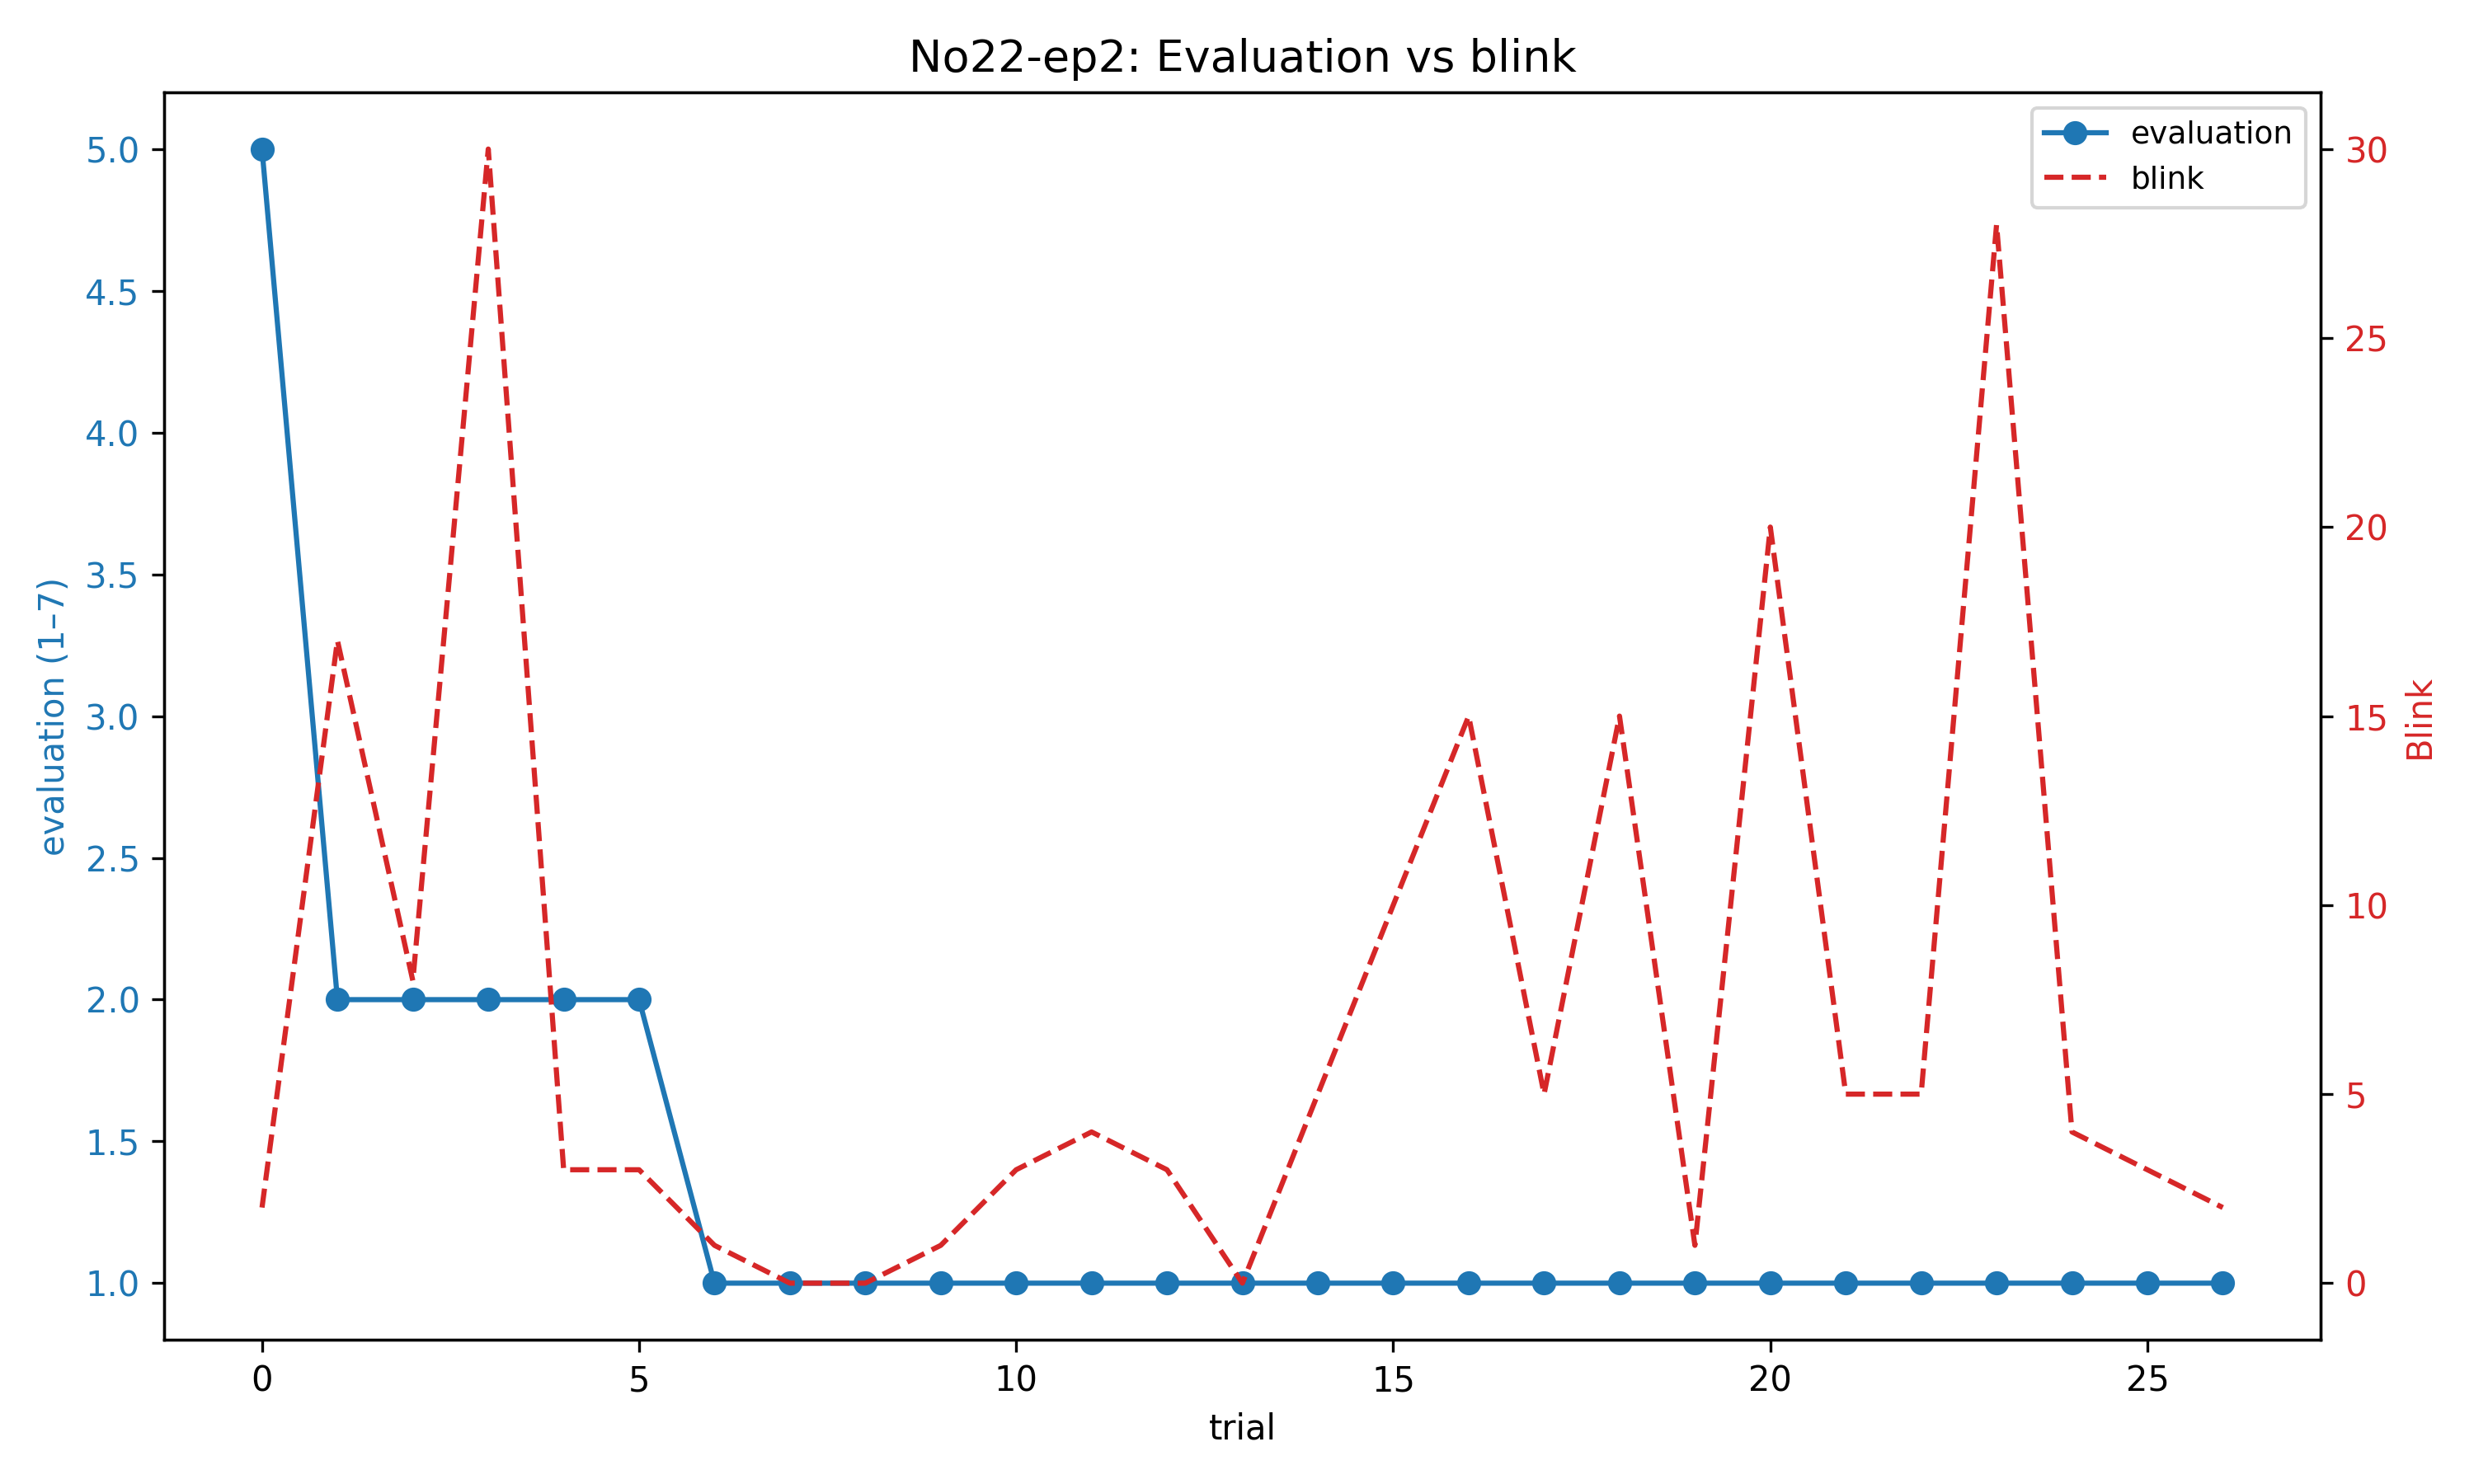 No22-ep2: Evaluation vs blink
evaluation
blink
5.0
4.5
4.0
3.5
3.0
2.5
2.0
1.5
1.0
evaluation (1–7)
30
25
20
15
10
5
0
Blink
0 5 10 15 20 25
trial